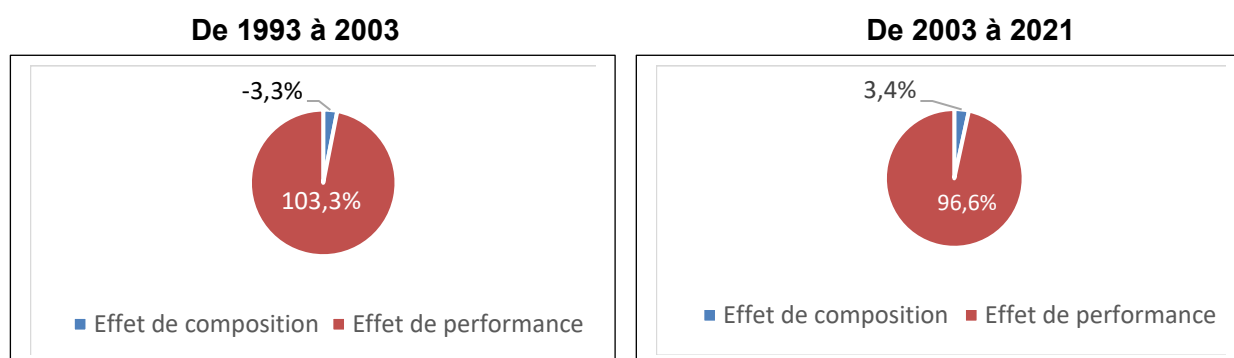 De 1993 à 2003
-3,3%
103,3%
Effet de composition Effet de performance
De 2003 à 2021
3,4%
96,6%
Effet de composition Effet de performance